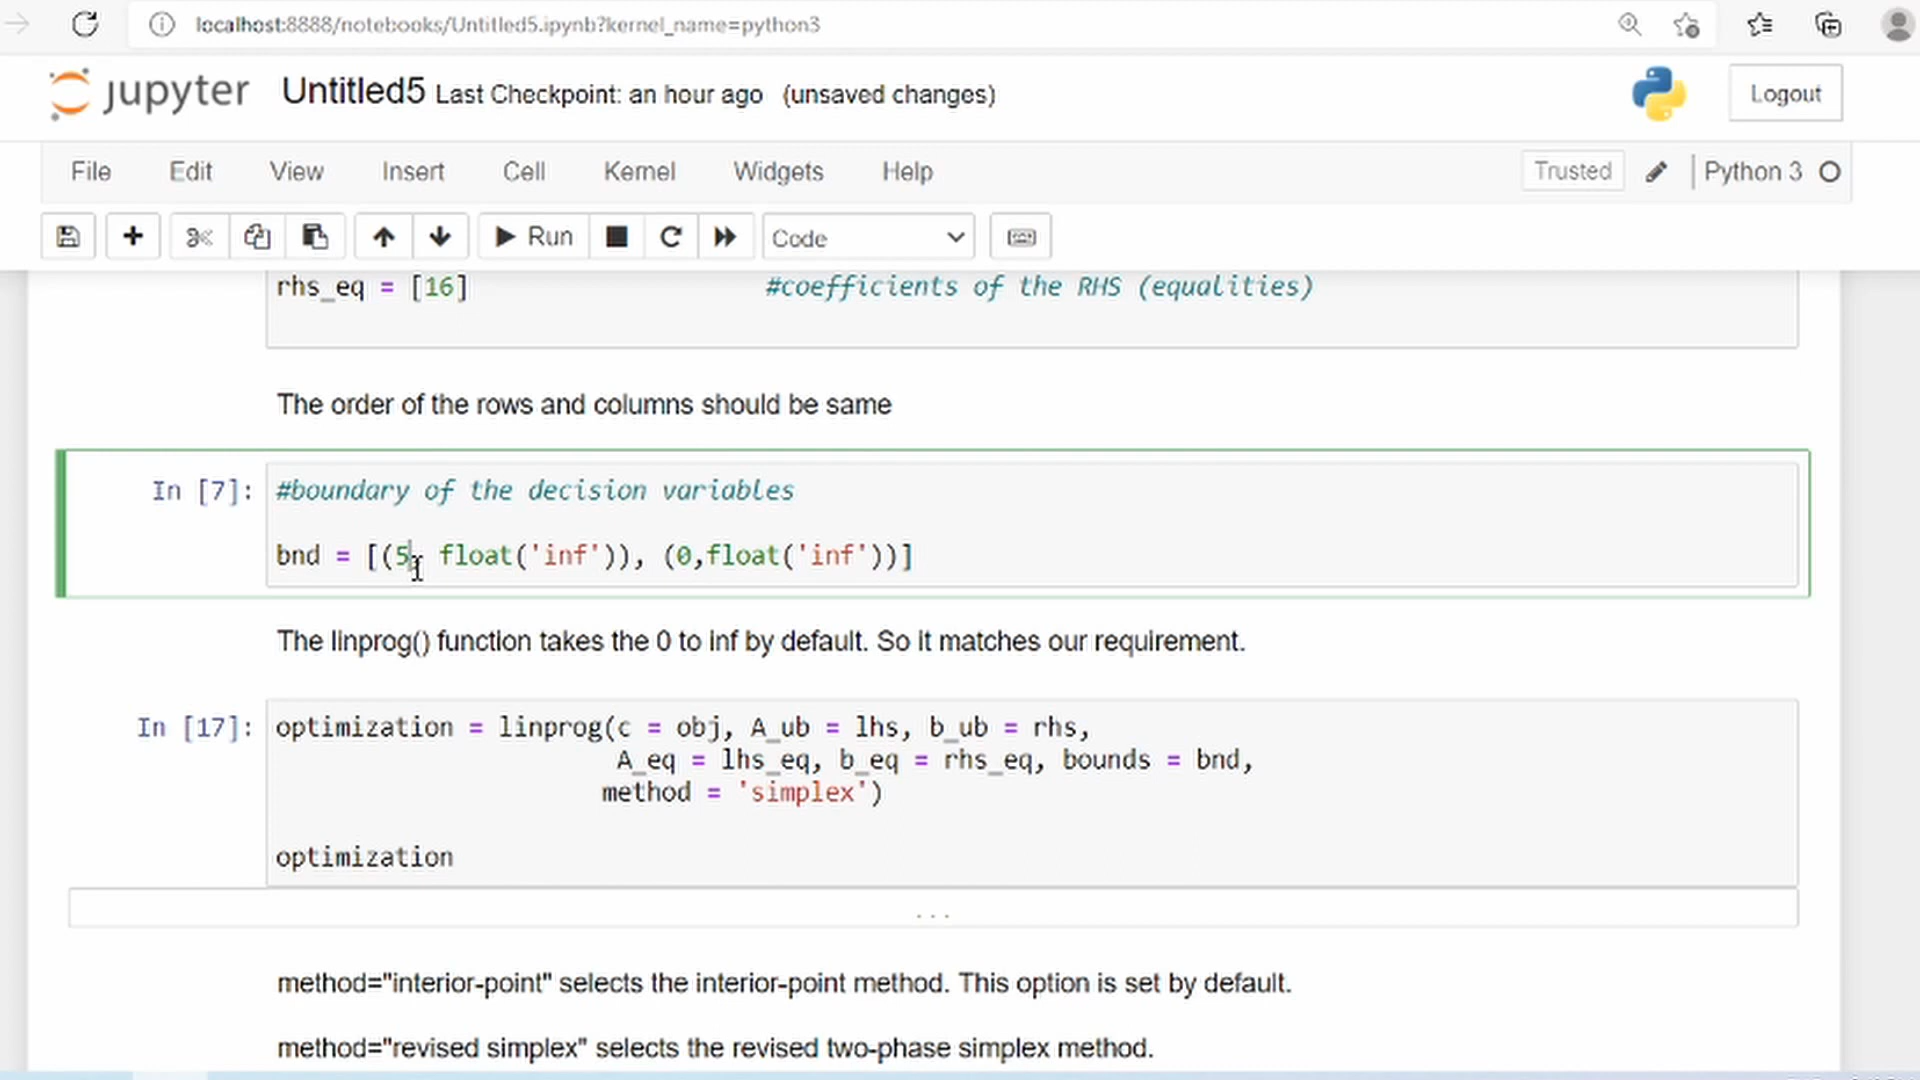 localhost:8888/notebooks/Untitled5.ipynb?kernel_name=python3
jupyter Untitled5 Last Checkpoint: an hour ago (unsaved changes)
Logout
File Edit View Insert Cell Kernel Widgets Help
Trusted Python 3
Run Code
rhs_eq = [16] #coefficients of the RHS (equalities)
The order of the rows and columns should be same
In [7]: #boundary of the decision variables
bnd = [(5, float('inf')), (0,float('inf'))]
The linprog() function takes the 0 to inf by default. So it matches our requirement.
In [17]: optimization = linprog(c = obj, A_ub = lhs, b_ub = rhs,
A_eq = lhs_eq, b_eq = rhs_eq, bounds = bnd,
method = 'simplex')
optimization
...
method="interior-point" selects the interior-point method. This option is set by default.
method="revised simplex" selects the revised two-phase simplex method.